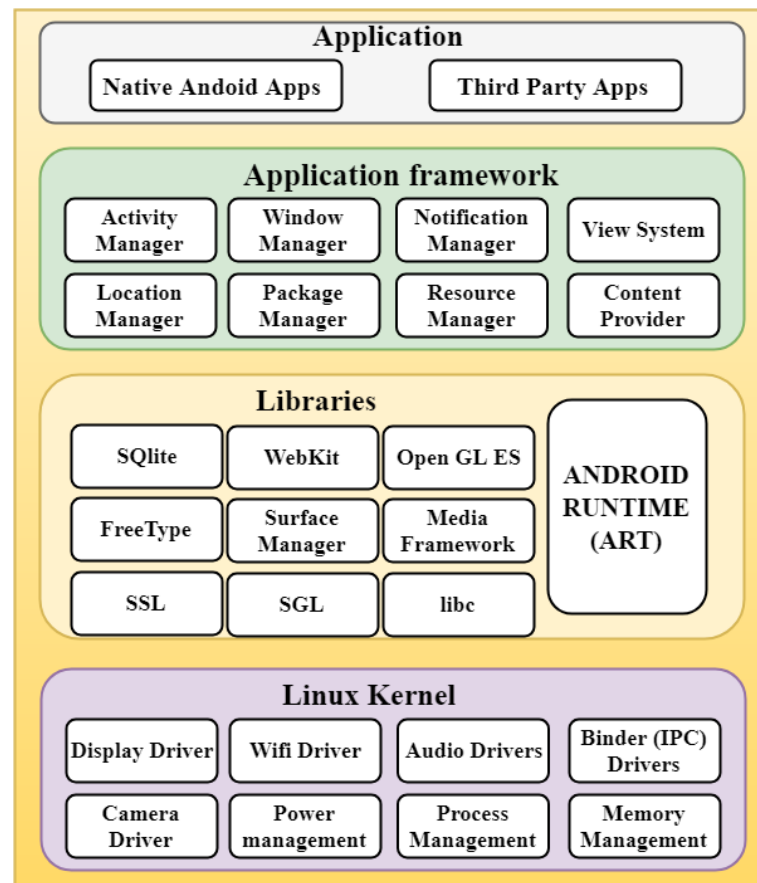 Application
Native Andoid Apps
Third Party Apps
Application framework
Activity
Manager
Window
Manager
Notification
Manager
View System
Location
Manager
Package
Manager
Resource
Manager
Content
Provider
Libraries
SQlite
WebKit
Open GL ES
FreeType
Surface
Manager
Media
Framework
SSL
SGL
libc
ANDROID
RUNTIME
(ART)
Linux Kernel
Display Driver
Wifi Driver
Audio Drivers
Binder (IPC)
Drivers
Camera
Driver
Power
management
Process
Management
Memory
Management